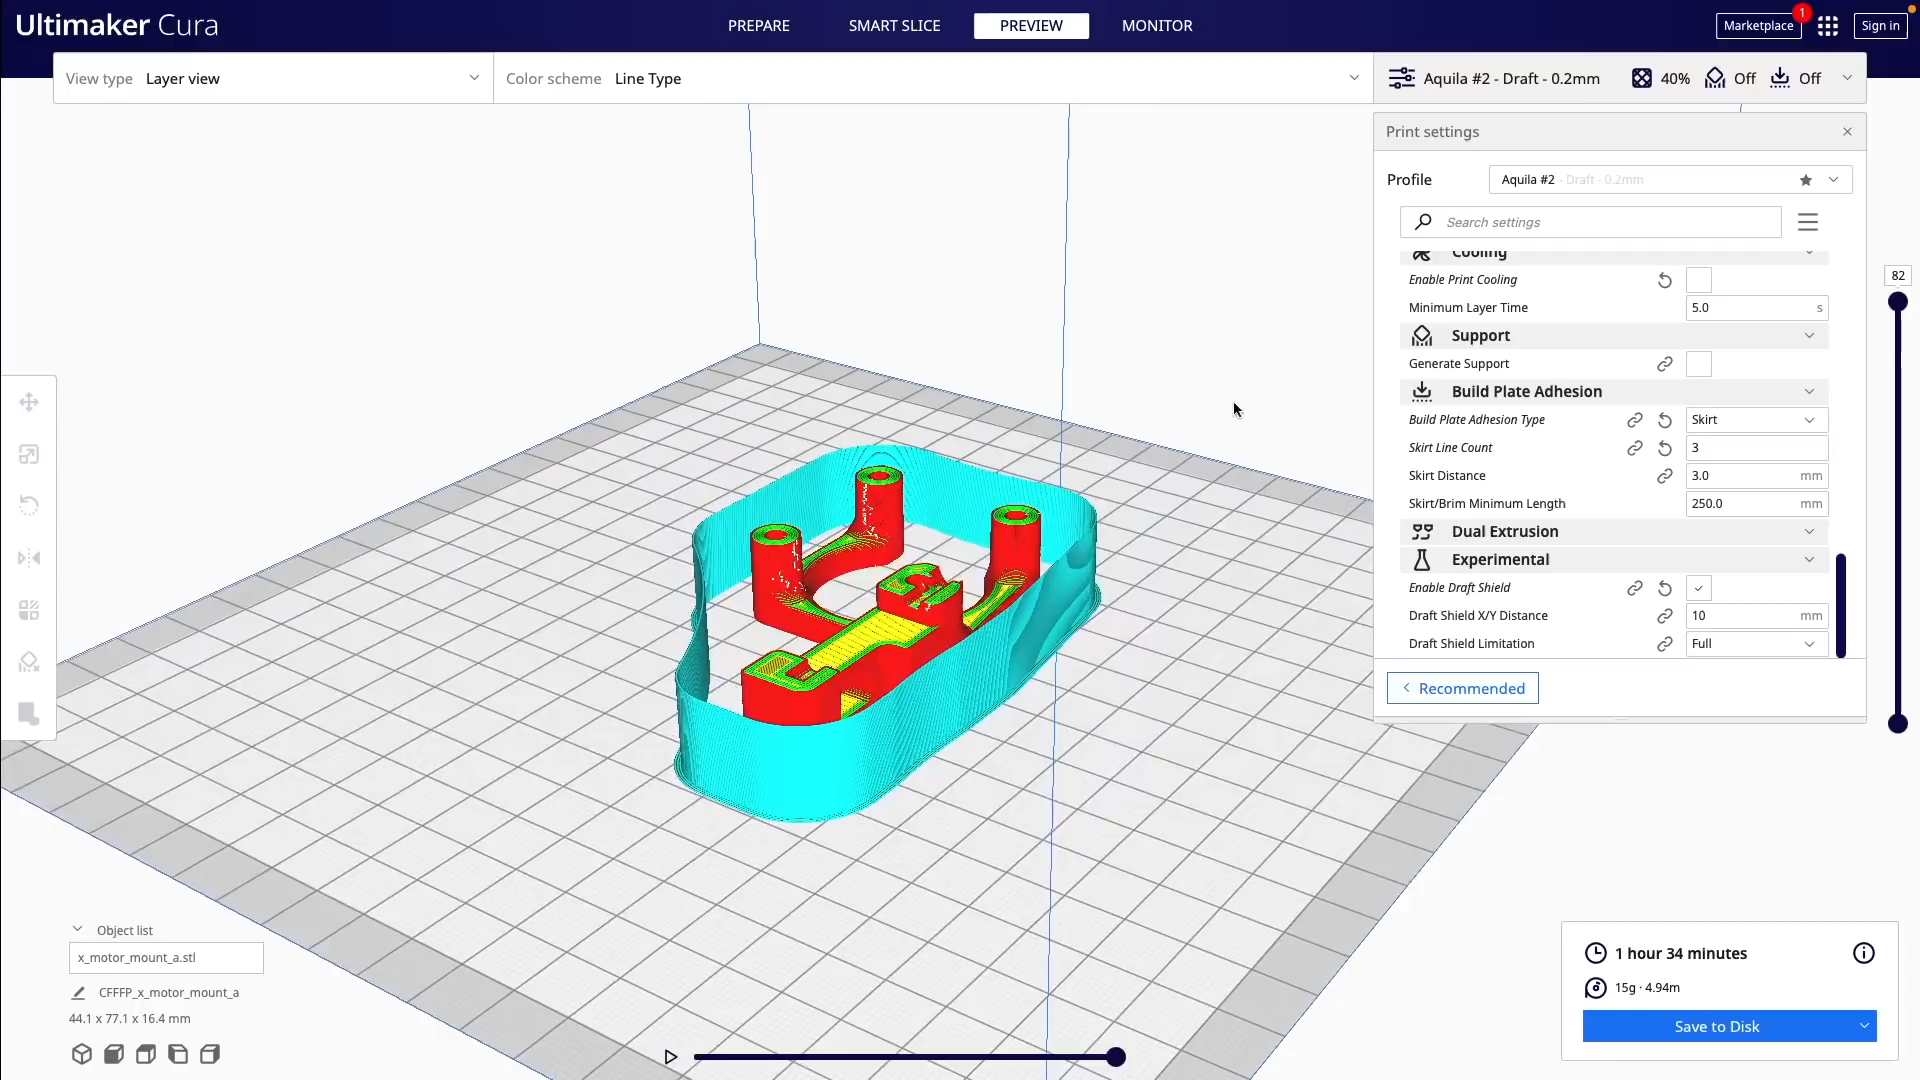 Ultimaker Cura
PREPARE
SMART SLICE
PREVIEW
MONITOR
Marketplace
1
Sign in
View type Layer view
Color scheme Line Type
Aquila #2 - Draft - 0.2mm
40%
Off
Off
Print settings
Profile
Aquila #2 - Draft - 0.2mm
Search settings
Cooling
Enable Print Cooling
Minimum Layer Time 5.0 s
Support
Generate Support
Build Plate Adhesion
Build Plate Adhesion Type Skirt
Skirt Line Count 3
Skirt Distance 3.0 mm
Skirt/Brim Minimum Length 250.0 mm
Dual Extrusion
Experimental
Enable Draft Shield
Draft Shield X/Y Distance 10 mm
Draft Shield Limitation Full
Recommended
82
Object list
x_motor_mount_a.stl
CFFFP_x_motor_mount_a
44.1 x 77.1 x 16.4 mm
1 hour 34 minutes
15g · 4.94m
Save to Disk